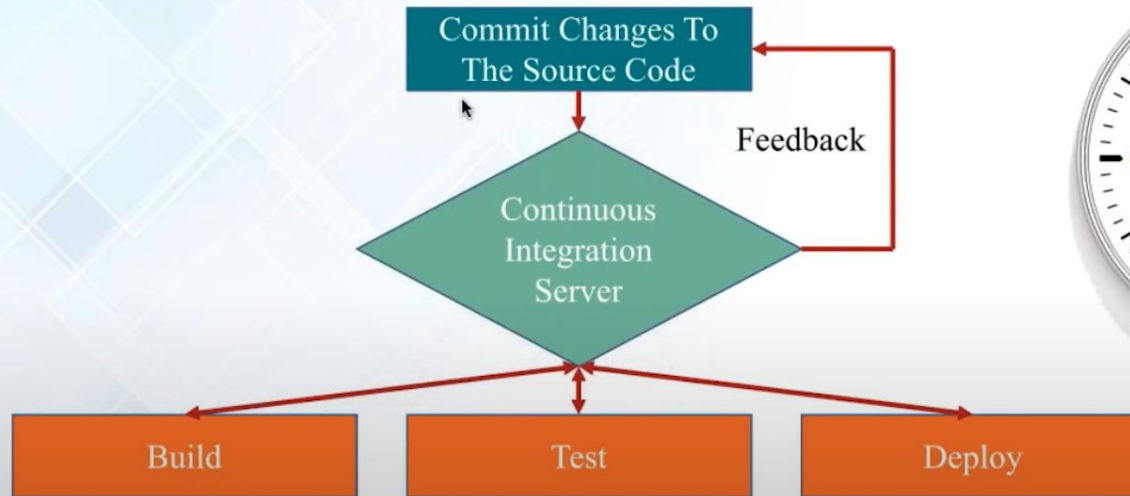 Commit Changes To
The Source Code
Feedback
Continuous
Integration
Server
Build
Test
Deploy